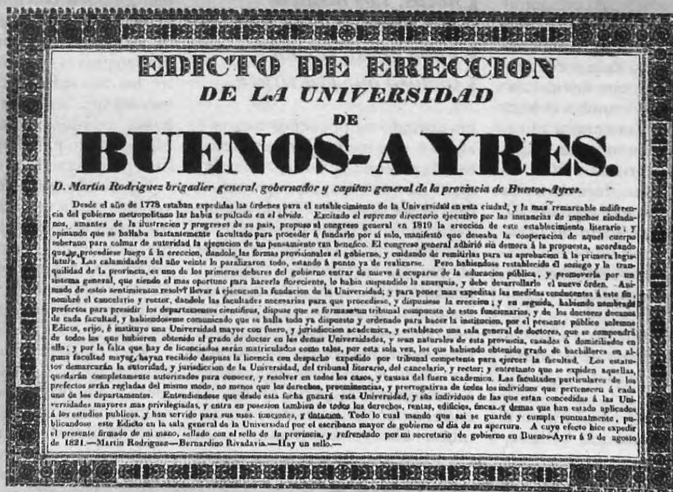 EDICTO DE ERECCION
DE LA UNIVERSIDAD
DE
BUENOS-AYRES.
D. Martin Rodriguez brigadier general, gobernador y capitan general de la provincia de Buenos-Ayres.
Desde el año de 1778 estaban expedidas las órdenes para el establecimiento de la Universidad en esta ciudad, y la mas remarcable indiferen-
cia del gobierno metropolitano las habia sepultado en el olvido. Excitado el supremo directorio ejecutivo por las instancias de muchos ciudada-
nos, amantes de la ilustracion y progresos de su pais, propuso al congreso general en 1819 la ereccion de este establecimiento literario; y
opinando que se hallaba bastantemente facultado para proceder á fundarlo por sí solo, manifestó que deseaba la cooperacion de aquel cuerpo
soberano para colmar de autoridad la ejecucion de un pensamiento tan benefico. El congreso general adhirió sin demora á la propuesta, acordando
que se procediese luego á la ereccion, dandole las formas provisionales el gobierno, y cuidando de remitirlas para su aprobacion á la primera legis-
latura. Las calamidades del año veinte lo paralizaron todo, estando á punto ya de realizarse. Pero habiendose restablecido el sosiego y la tran-
quilidad de la provincia, es uno de los primeros deberes del gobierno entrar de nuevo á ocuparse de la educacion pública, y promoverla por un
sistema general, que siendo el mas oportuno para hacerla floreciente, lo habia suspendido la anarquia, y debe desarrollarlo el nuevo órden. Ani-
mado de estos sentimientos resolví llevar á ejecucion la fundacion de la Universidad; y para poner mas expeditas las medidas conducentes á este fin
nombré el cancelario y rector, dandole las facultades necesarias para que procediese, y dispusiese la ereccion; y en seguida, habiendo nombrado
prefectos para presidir los departamentos cientificos, dispuse que se formase un tribunal compuesto de estos funcionarios, y de los doctores decanos
de cada facultad, y habiendoseme comunicado que se halla todo ya dispuesto y ordenado para hacer la institucion, por el presente público solemne
Edicto, erijo, é instituyo una Universidad mayor con fuero, y jurisdiccion academica, y establezco una sala general de doctores, que se compondrá
de todos los que hubieren obtenido el grado de doctor en las demas Universidades, y sean naturales de esta provincia, casados ó domiciliados en
ella; y por la falta que hay de licenciados serán matriculados como tales, por esta sola vez, los que habiendo obtenido grado de bachilleres en al-
guna facultad mayor, hayan recibido despues la licencia con despacho expedido por tribunal competente para ejercer la facultad. Los estatu-
tos demarcarán la autoridad, y jurisdiccion de la Universidad, del tribunal literario, del cancelario, y rector; y entretanto que se expiden aquellas,
quedarán completamente autorizados para conocer, y resolver en todos los casos, y causas del fuero academico. Las facultades particulares de los
prefectos serán regladas del mismo modo, no menos que los derechos, preeminencias, y prerrogativas de todos los individuos que pertenecen á cada
uno de los departamentos. Entendiendose que desde esta fecha gozará esta Universidad, y sus individuos de las que estan concedidas á las Uni-
versidades mayores mas privilegiadas, y entra en posesion tambien de todos los derechos, rentas, edificios, fincas, y demas que han estado aplicados
á los estudios publicos, y han servido para sus usos, funciones, y dotacion. Todo lo cual mando que asi se guarde y cumpla puntualmente, pu-
blicandose este Edicto en la sala general de la Universidad por el escribano mayor de gobierno el dia de su apertura. A cuyo efecto hice expedir
el presente firmado de mi mano, sellado con el sello de la provincia, y refrendado por mi secretario de gobierno en Buenos-Ayres á 9 de agosto
de 1821.—Martin Rodriguez—Bernardino Rivadavia.—Hay un sello.—